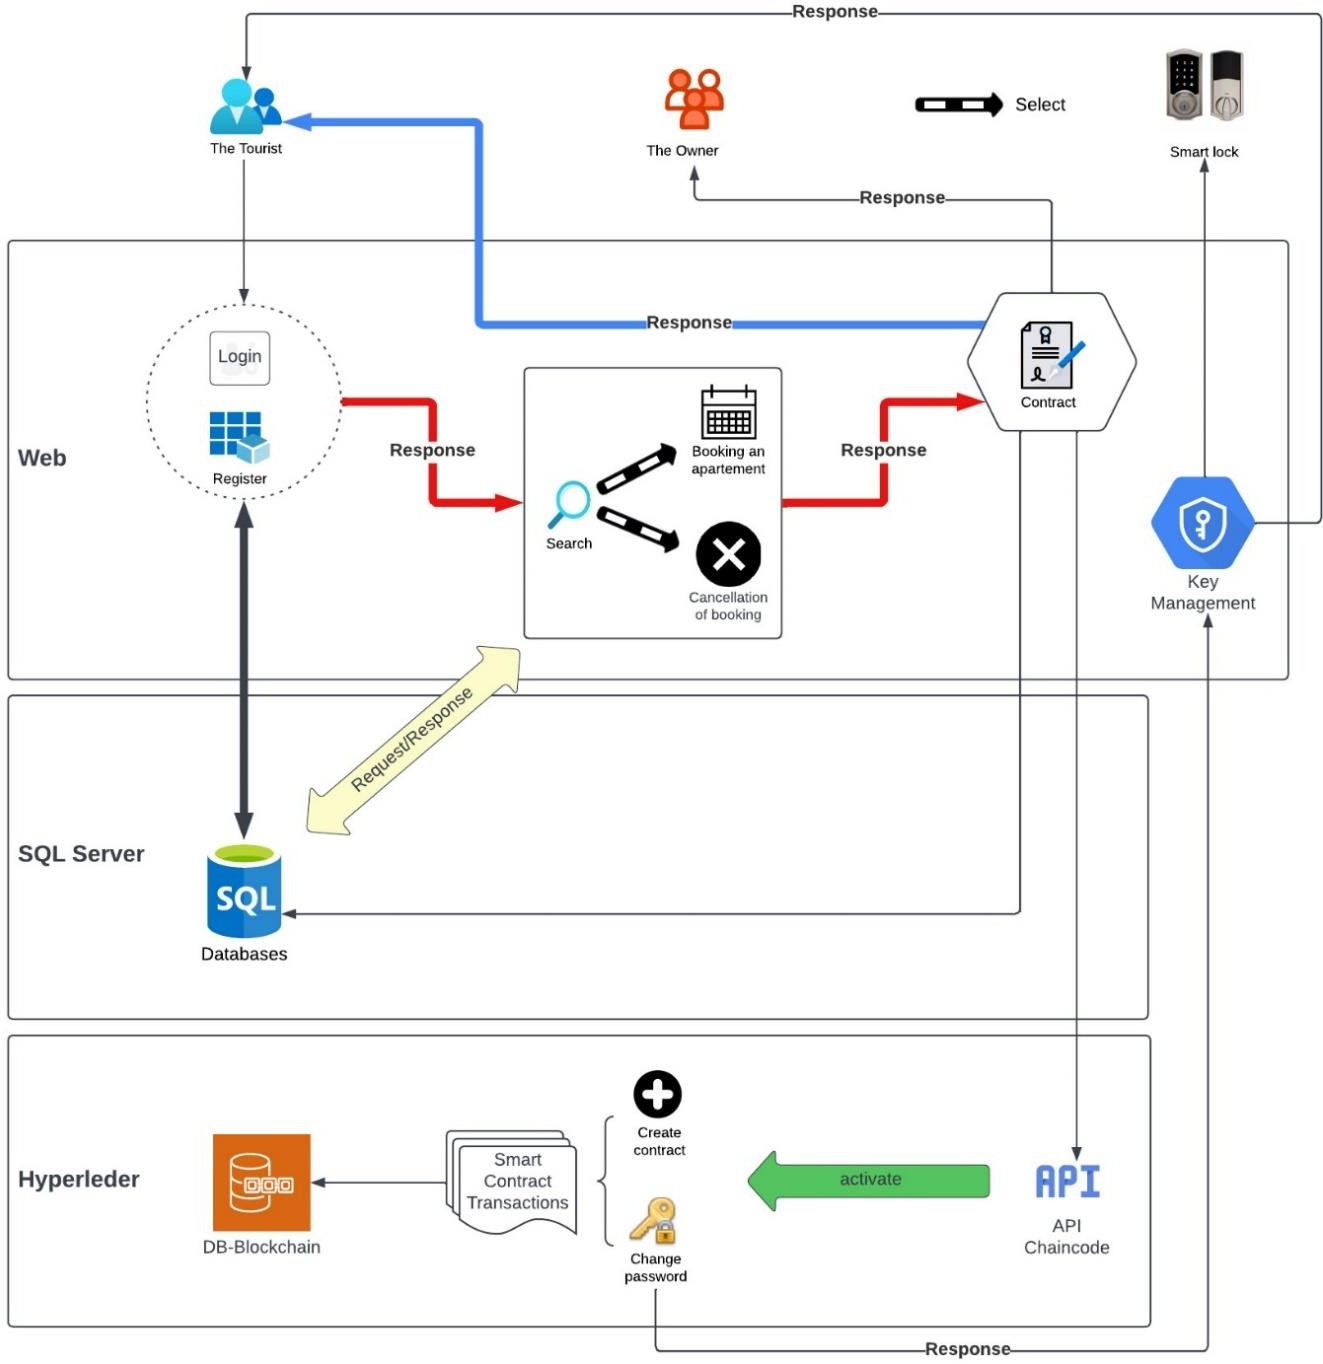 Response
The Tourist
The Owner
Select
Smart lock
Response
Response
Login
Register
Web
Response
Booking an
apartement
Search
Cancellation
of booking
Response
Contract
Key
Management
Request/Response
SQL Server
SQL
Databases
Hyperleder
DB-Blockchain
Smart
Contract
Transactions
Create
contract
Change
password
activate
API
API
Chaincode
Response